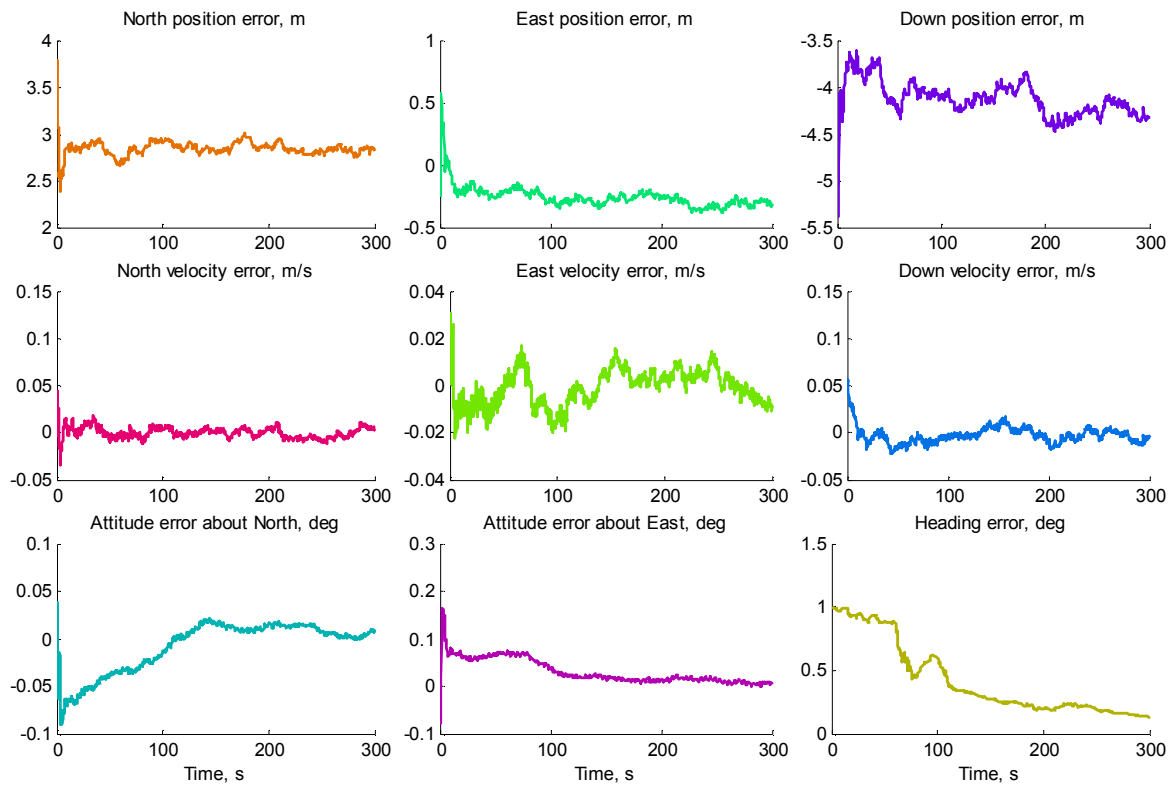 North position error, m
4
3.5
3
2.5
2
0 100 200 300
East position error, m
1
0.5
0
-0.5
0 100 200 300
Down position error, m
-3.5
-4
-4.5
-5
-5.5
0 100 200 300
North velocity error, m/s
0.15
0.1
0.05
0
-0.05
0 100 200 300
East velocity error, m/s
0.04
0.02
0
-0.02
-0.04
0 100 200 300
Down velocity error, m/s
0.15
0.1
0.05
0
-0.05
0 100 200 300
Attitude error about North, deg
0.1
0.05
0
-0.05
-0.1
0 100 200 300
Time, s
Attitude error about East, deg
0.3
0.2
0.1
0
-0.1
0 100 200 300
Time, s
Heading error, deg
1.5
1
0.5
0
0 100 200 300
Time, s